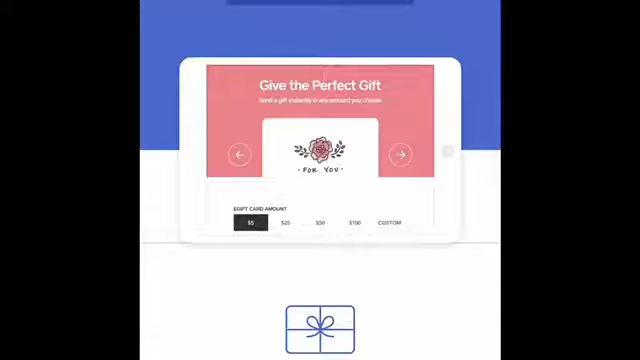 Give the Perfect Gift
Send a gift instantly in any amount you choose.
· FOR YOU ·
EGIFT CARD AMOUNT
$5 $25 $50 $100 CUSTOM